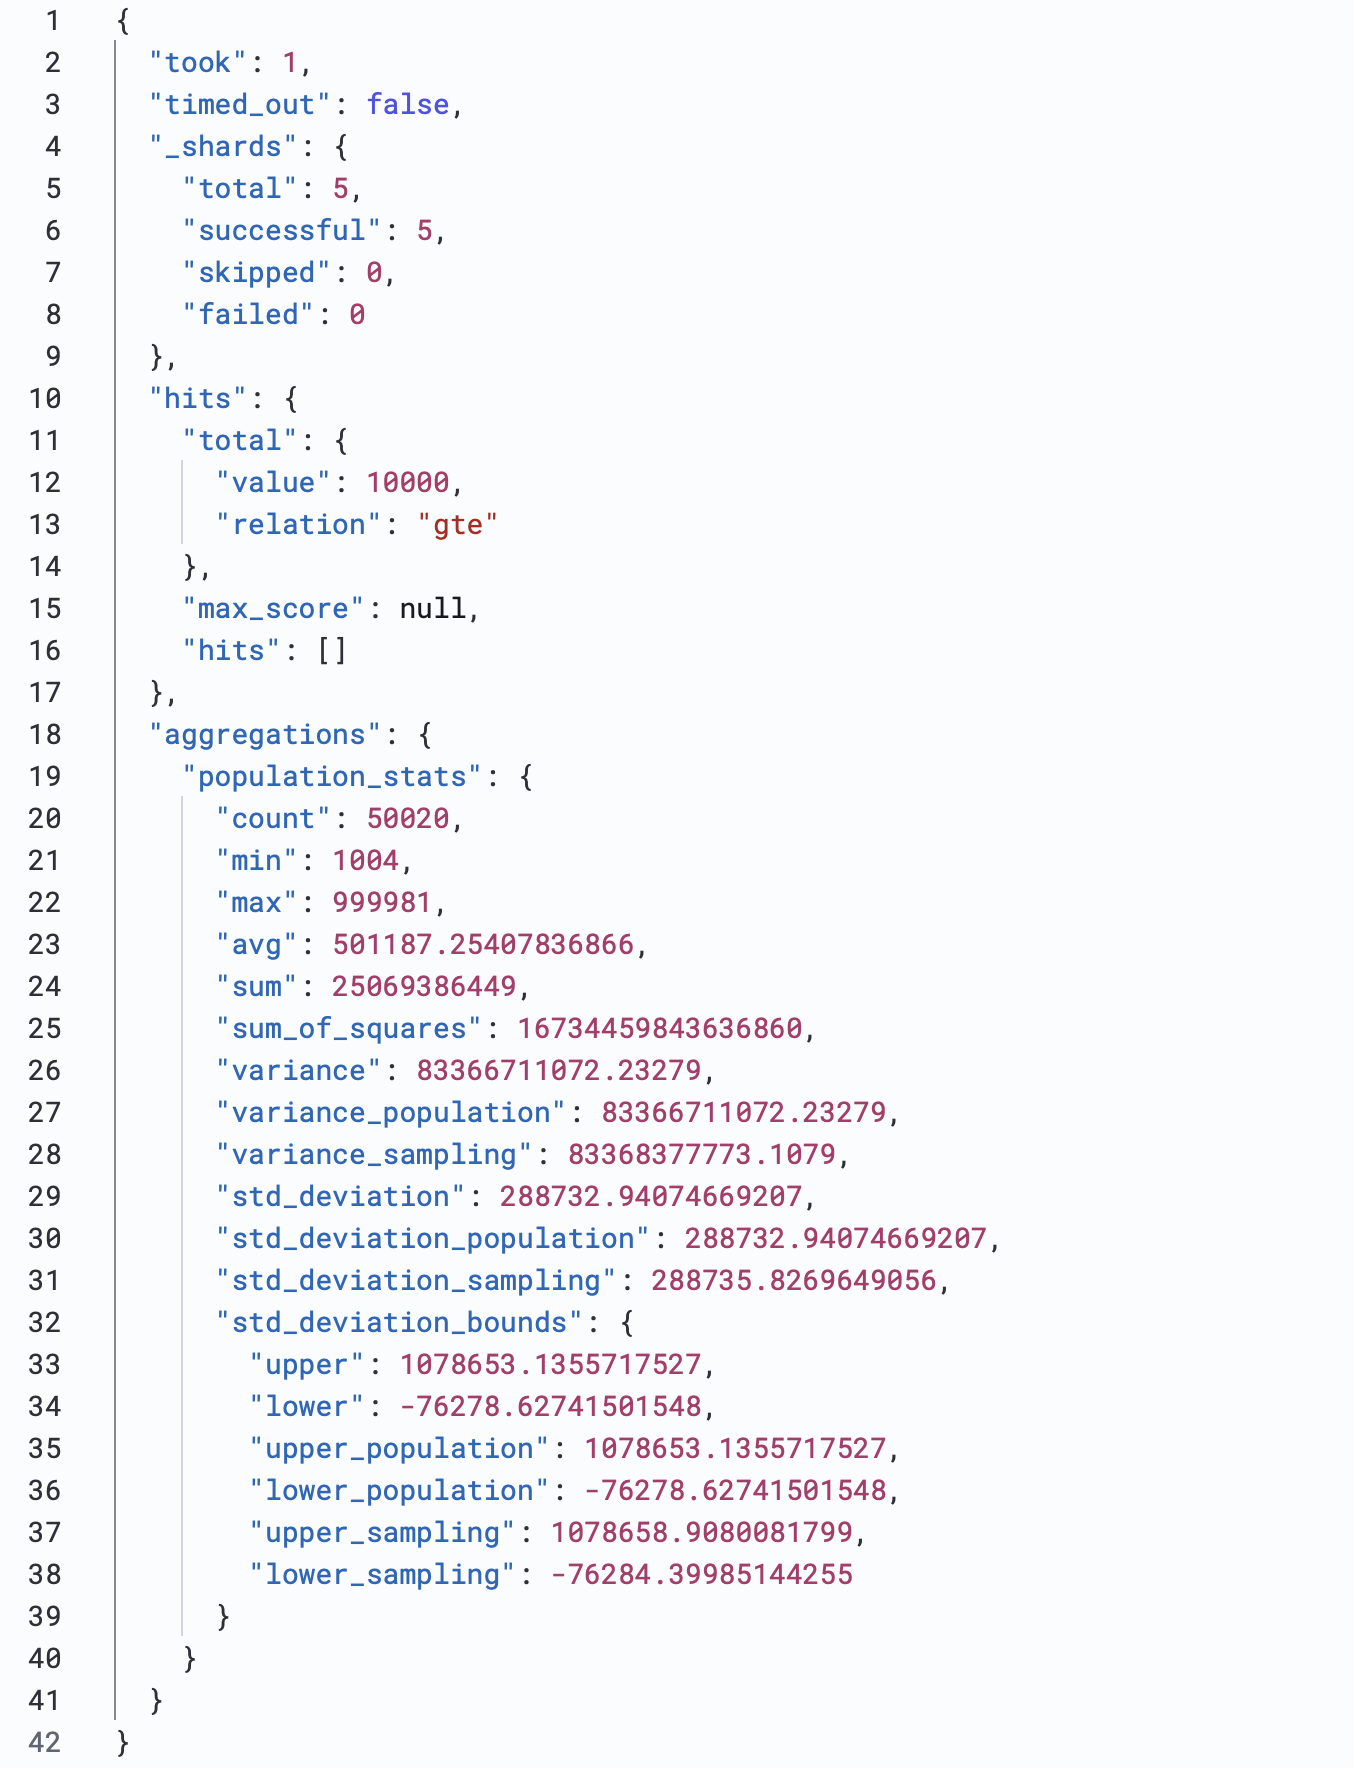 1 {
2 "took": 1,
3 "timed_out": false,
4 "_shards": {
5 "total": 5,
6 "successful": 5,
7 "skipped": 0,
8 "failed": 0
9 },
10 "hits": {
11 "total": {
12 "value": 10000,
13 "relation": "gte"
14 },
15 "max_score": null,
16 "hits": []
17 },
18 "aggregations": {
19 "population_stats": {
20 "count": 50020,
21 "min": 1004,
22 "max": 999981,
23 "avg": 501187.25407836866,
24 "sum": 25069386449,
25 "sum_of_squares": 16734459843636860,
26 "variance": 83366711072.23279,
27 "variance_population": 83366711072.23279,
28 "variance_sampling": 83368377773.1079,
29 "std_deviation": 288732.94074669207,
30 "std_deviation_population": 288732.94074669207,
31 "std_deviation_sampling": 288735.8269649056,
32 "std_deviation_bounds": {
33 "upper": 1078653.1355717527,
34 "lower": -76278.62741501548,
35 "upper_population": 1078653.1355717527,
36 "lower_population": -76278.62741501548,
37 "upper_sampling": 1078658.9080081799,
38 "lower_sampling": -76284.39985144255
39 }
40 }
41 }
42 }